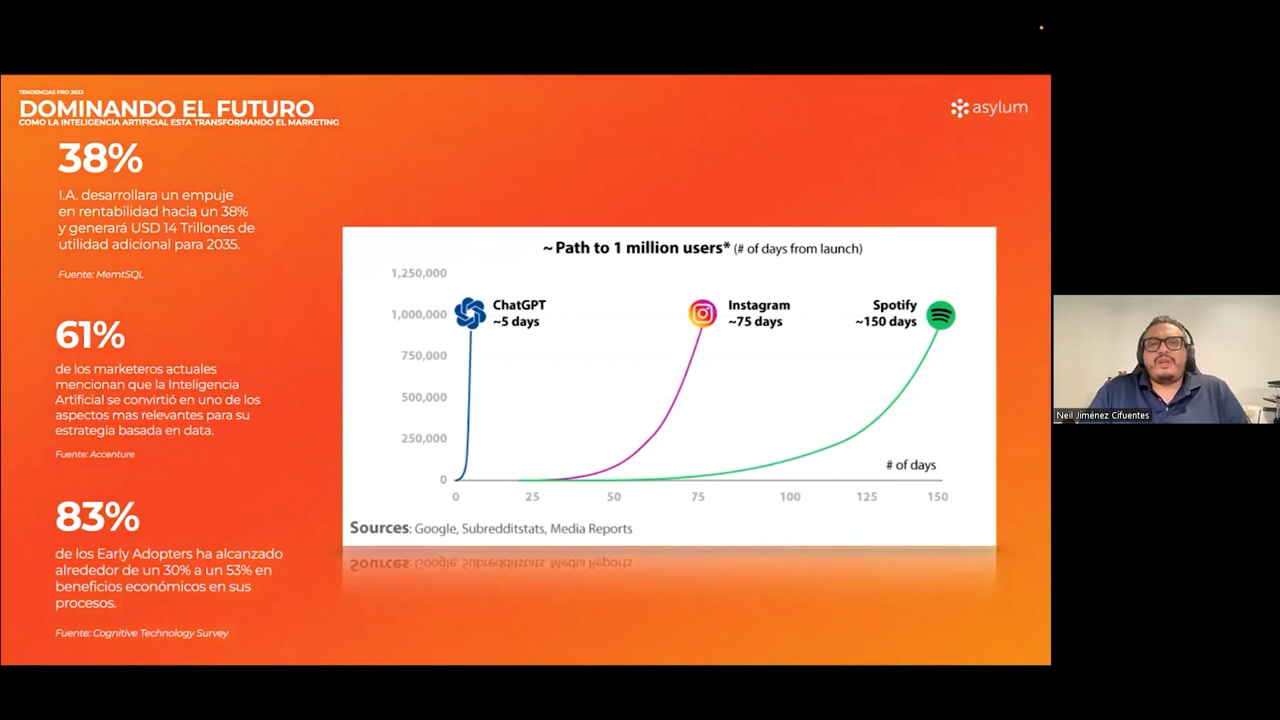 TENDENCIAS PRO 2023
DOMINANDO EL FUTURO
COMO LA INTELIGENCIA ARTIFICIAL ESTA TRANSFORMANDO EL MARKETING
asylum
38%
I.A. desarrollara un empuje
en rentabilidad hacia un 38%
y generará USD 14 Trillones de
utilidad adicional para 2035.
Fuente: MemtSQL
61%
de los marketeros actuales
mencionan que la Inteligencia
Artificial se convirtió en uno de los
aspectos mas relevantes para su
estrategia basada en data.
Fuente: Accenture
83%
de los Early Adopters ha alcanzado
alrededor de un 30% a un 53% en
beneficios económicos en sus
procesos.
Fuente: Cognitive Technology Survey
~ Path to 1 million users* (# of days from launch)
1,250,000
1,000,000
750,000
500,000
250,000
0
ChatGPT
~5 days
Instagram
~75 days
Spotify
~150 days
# of days
0 25 50 75 100 125 150
Sources: Google, Subredditstats, Media Reports
Sources: Google, Subredditstats, Media Reports
Neil Jiménez Cifuentes